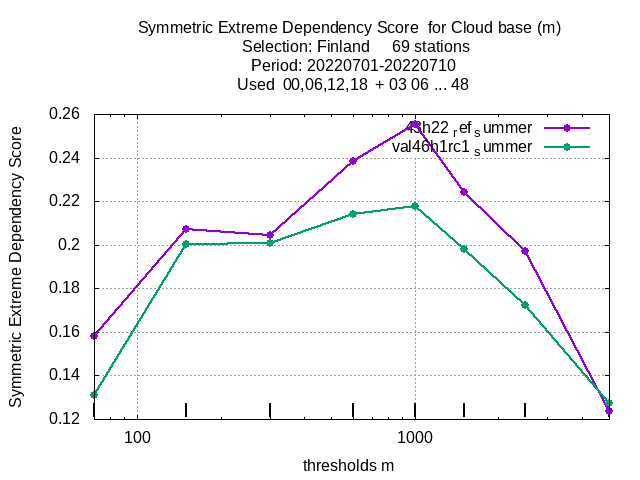 Symmetric Extreme Dependency Score for Cloud base (m)
Selection: Finland 69 stations
Period: 20220701-20220710
Used 00,06,12,18 + 03 06 ... 48
0.26
0.24
0.22
0.2
0.18
0.16
0.14
0.12
Symmetric Extreme Dependency Score
43h22 ref summer
val46h1rc1 summer
100
1000
thresholds m